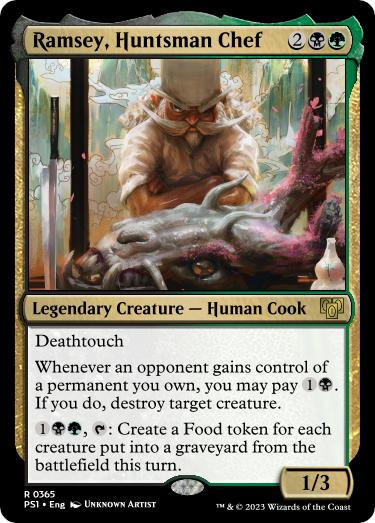 Ramsey, Huntsman Chef 2
Legendary Creature — Human Cook
Deathtouch
Whenever an opponent gains control of
a permanent you own, you may pay 1.
If you do, destroy target creature.
1, : Create a Food token for each
creature put into a graveyard from the
battlefield this turn.
1/3
R 0365
PS1 • Eng Unknown Artist
™ & © 2023 Wizards of the Coast